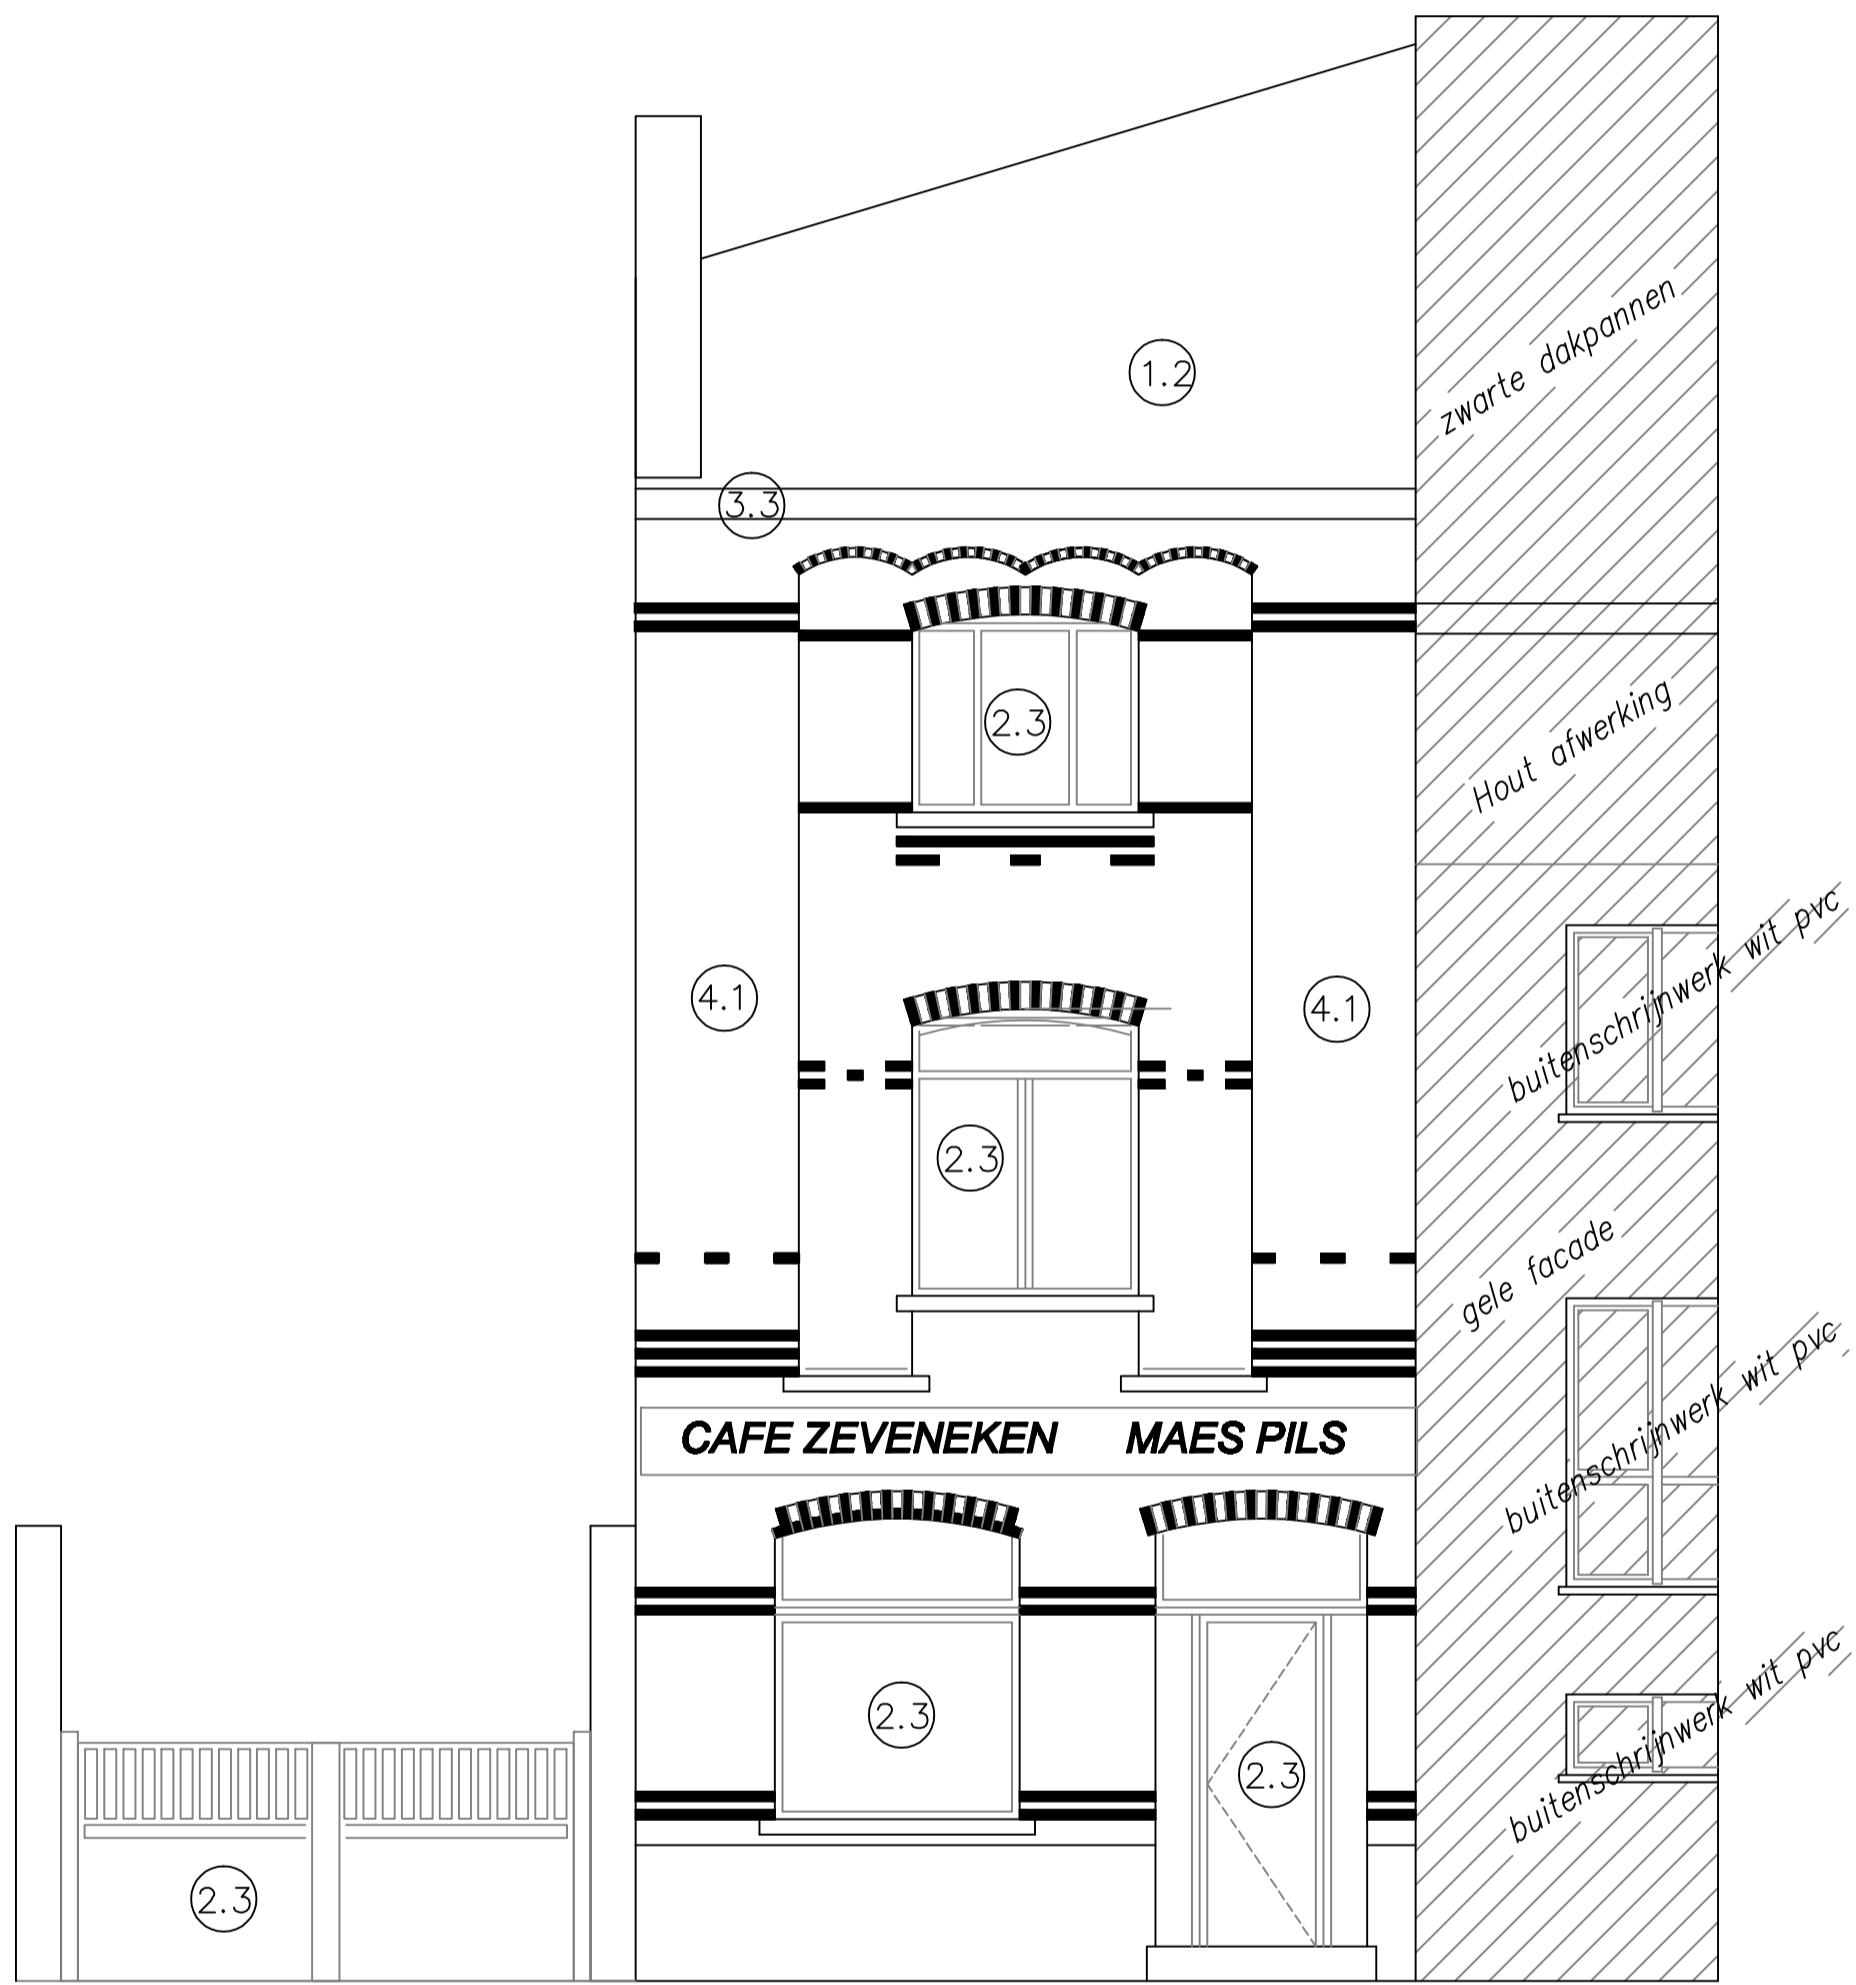 1.2
zwarte dakpannen
3.3
2.3
Hout afwerking
4.1
4.1
buitenschrijnwerk wit pvc
2.3
gele facade
CAFE ZEVENEKEN MAES PILS
buitenschrijnwerk wit pvc
2.3
2.3
buitenschrijnwerk wit pvc
2.3